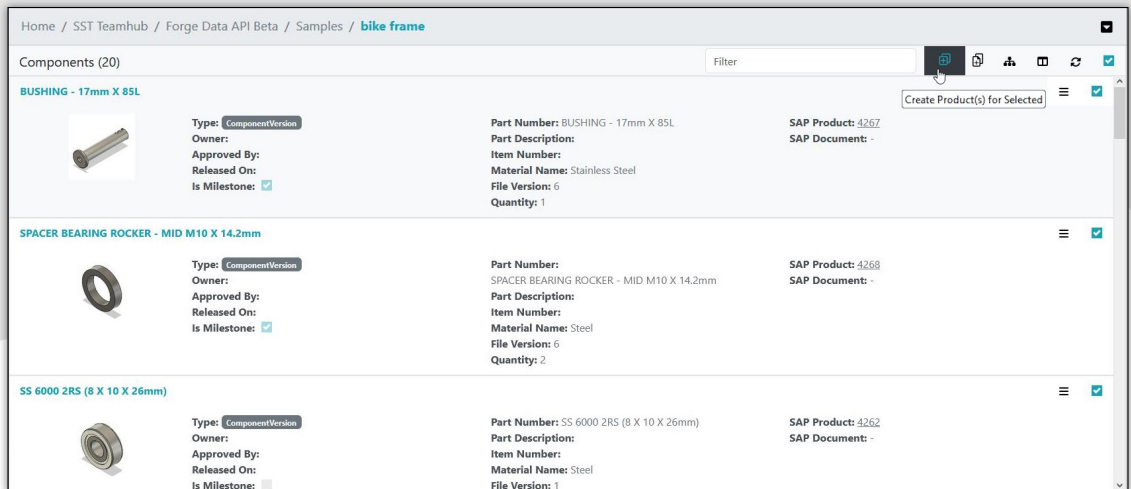 Home / SST Teamhub / Forge Data API Beta / Samples / bike frame
Components (20)
Filter
Create Product(s) for Selected
BUSHING - 17mm X 85L
Type: ComponentVersion
Owner:
Approved By:
Released On:
Is Milestone:
Part Number: BUSHING - 17mm X 85L
Part Description:
Item Number:
Material Name: Stainless Steel
File Version: 6
Quantity: 1
SAP Product: 4267
SAP Document: -
SPACER BEARING ROCKER - MID M10 X 14.2mm
Type: ComponentVersion
Owner:
Approved By:
Released On:
Is Milestone:
Part Number:
SPACER BEARING ROCKER - MID M10 X 14.2mm
Part Description:
Item Number:
Material Name: Steel
File Version: 6
Quantity: 2
SAP Product: 4268
SAP Document: -
SS 6000 2RS (8 X 10 X 26mm)
Type: ComponentVersion
Owner:
Approved By:
Released On:
Is Milestone:
Part Number: SS 6000 2RS (8 X 10 X 26mm)
Part Description:
Item Number:
Material Name: Steel
File Version: 1
SAP Product: 4262
SAP Document: -